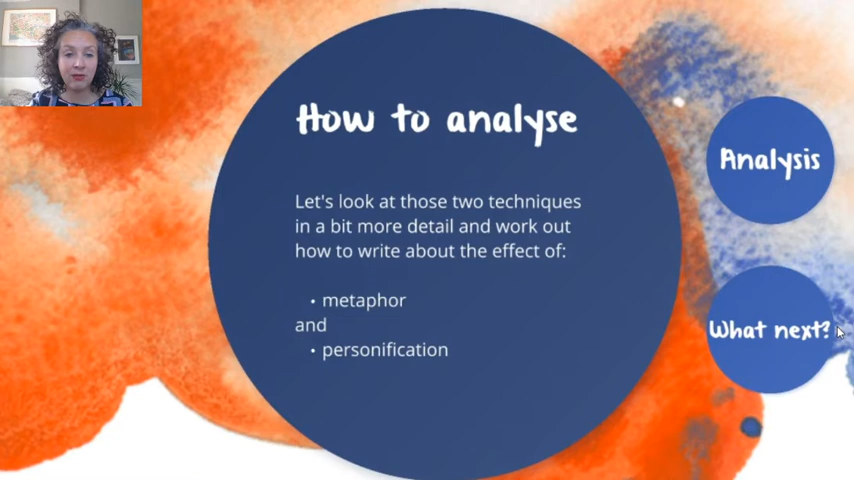 How to analyse
Let's look at those two techniques
in a bit more detail and work out
how to write about the effect of:
• metaphor
and
• personification
Analysis
What next?